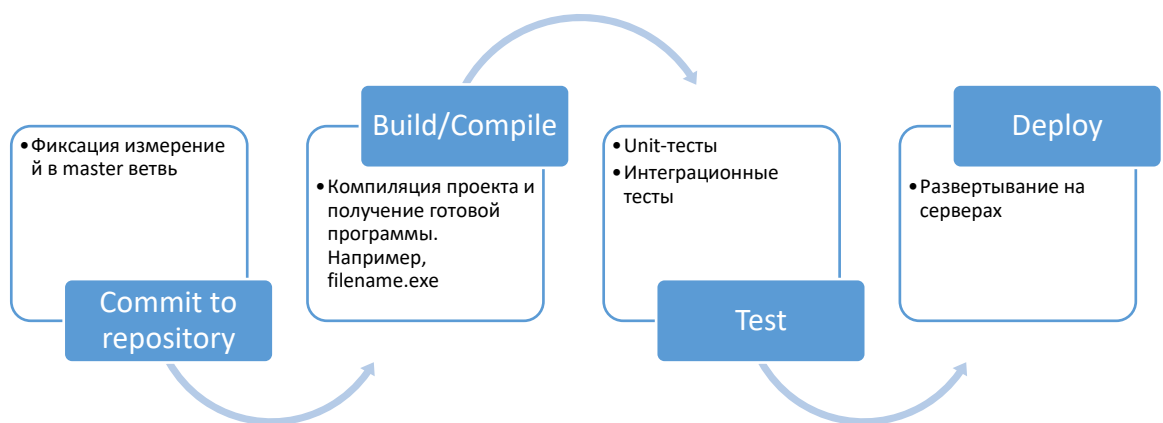 •Фиксация измерение
й в master ветвь
Commit to
repository
Build/Compile
•Компиляция проекта и
получение готовой
программы.
Например,
filename.exe
•Unit-тесты
•Интеграционные
тесты
Test
Deploy
•Развертывание на
серверах